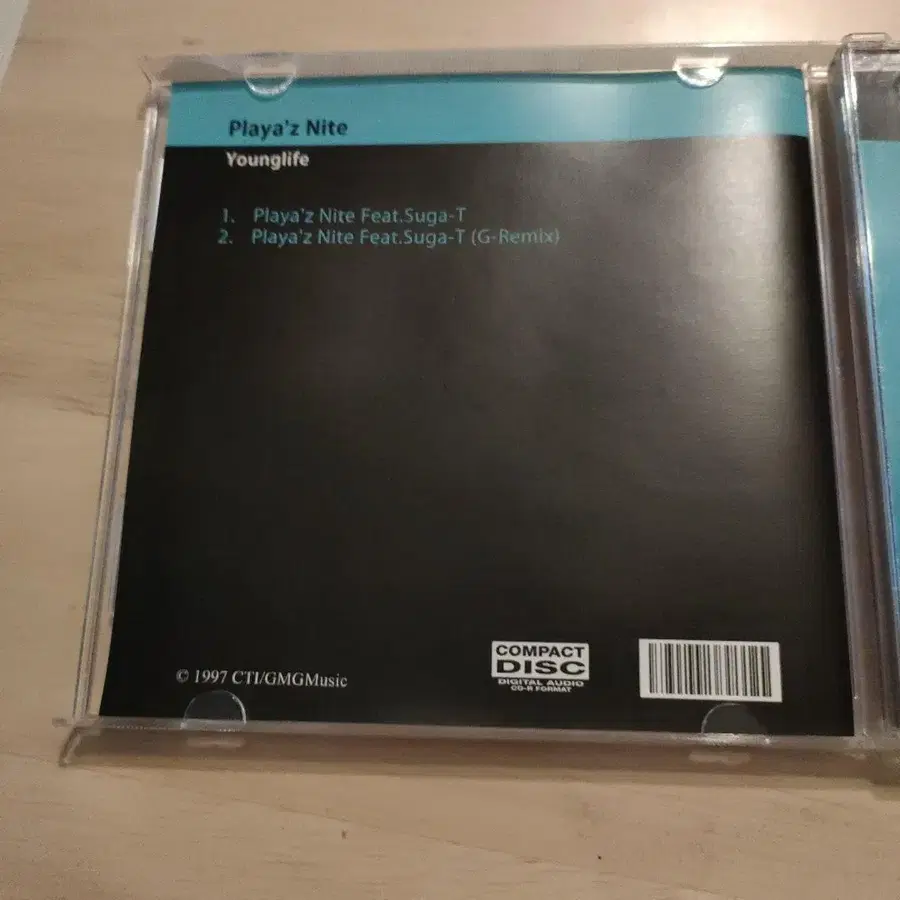 Playa'z Nite
Younglife
1. Playa'z Nite Feat.Suga-T
2. Playa'z Nite Feat.Suga-T (G-Remix)
© 1997 CTI/GMGMusic
COMPACT
DISC
DIGITAL AUDIO
CD-R FORMAT